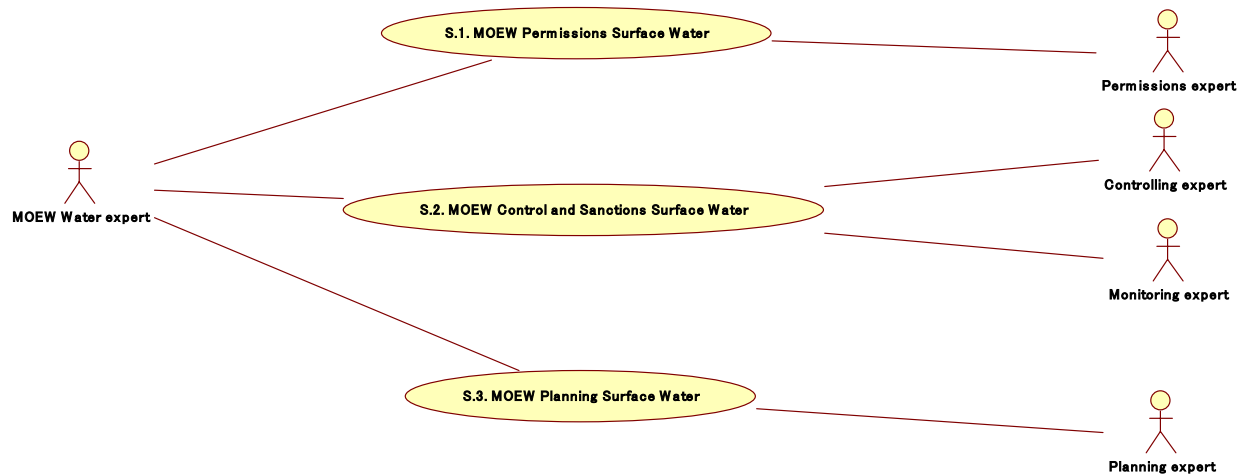 S.1. MOEW Permissions Surface Water
Permissions expert
MOEW Water expert
S.2. MOEW Control and Sanctions Surface Water
Controlling expert
Monitoring expert
S.3. MOEW Planning Surface Water
Planning expert